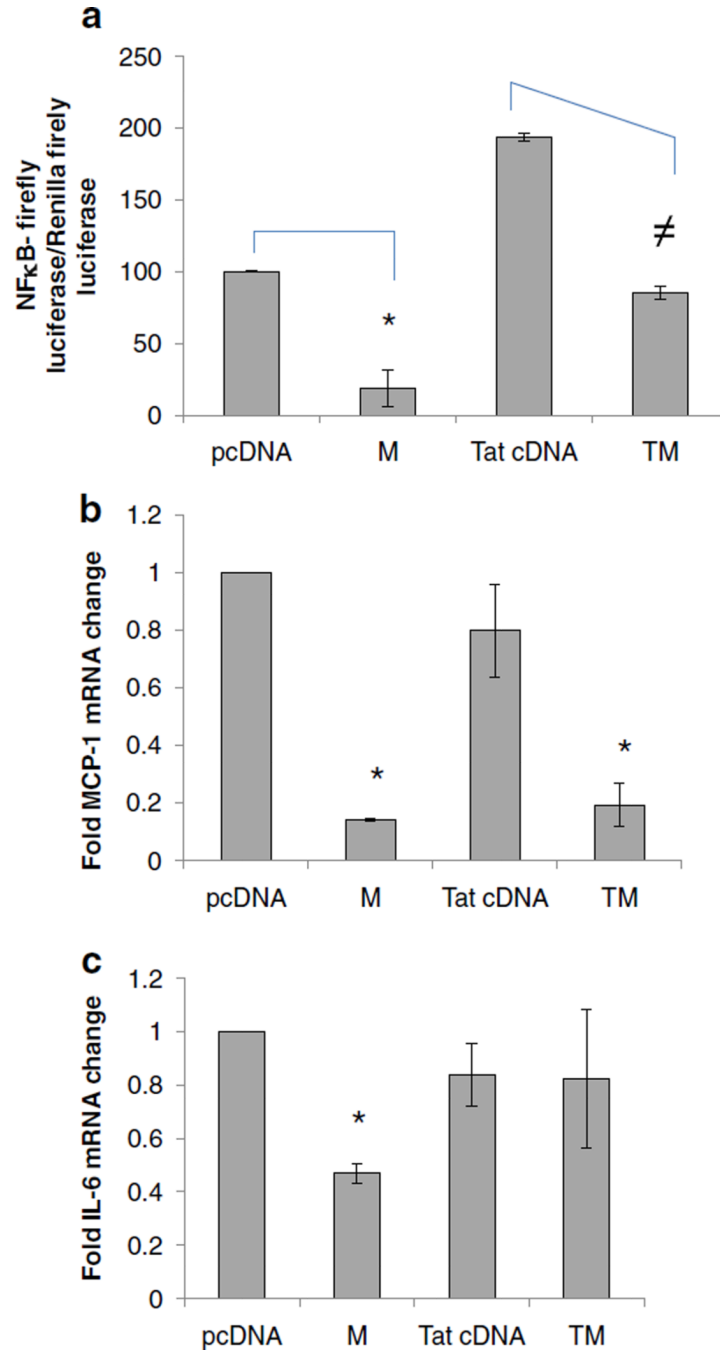 a
NFκB- firefly
luciferase/Renilla firely
luciferase
250
200
150
100
50
0
*
≠
pcDNA M Tat cDNA TM
b
Fold MCP-1 mRNA change
1.2
1
0.8
0.6
0.4
0.2
0
*
*
pcDNA M Tat cDNA TM
c
Fold IL-6 mRNA change
1.2
1
0.8
0.6
0.4
0.2
0
*
pcDNA M Tat cDNA TM